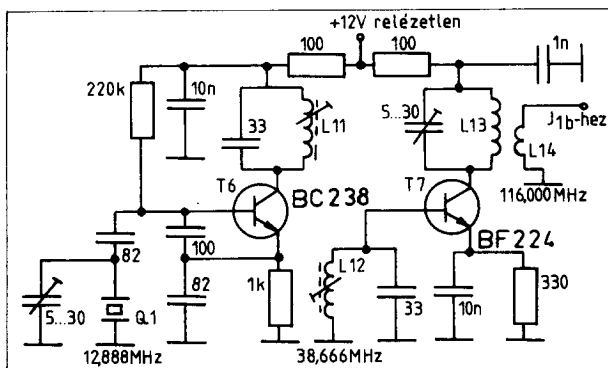 +12V relézetlen
100
100
1n
220k
10n
33
L11
5...30
L13
L14
J1b-hez
116,000MHz
T6
BC238
T7
BF224
82
100
82
1k
L12
33
10n
330
5...30
Q1
12,888MHz
38,666MHz